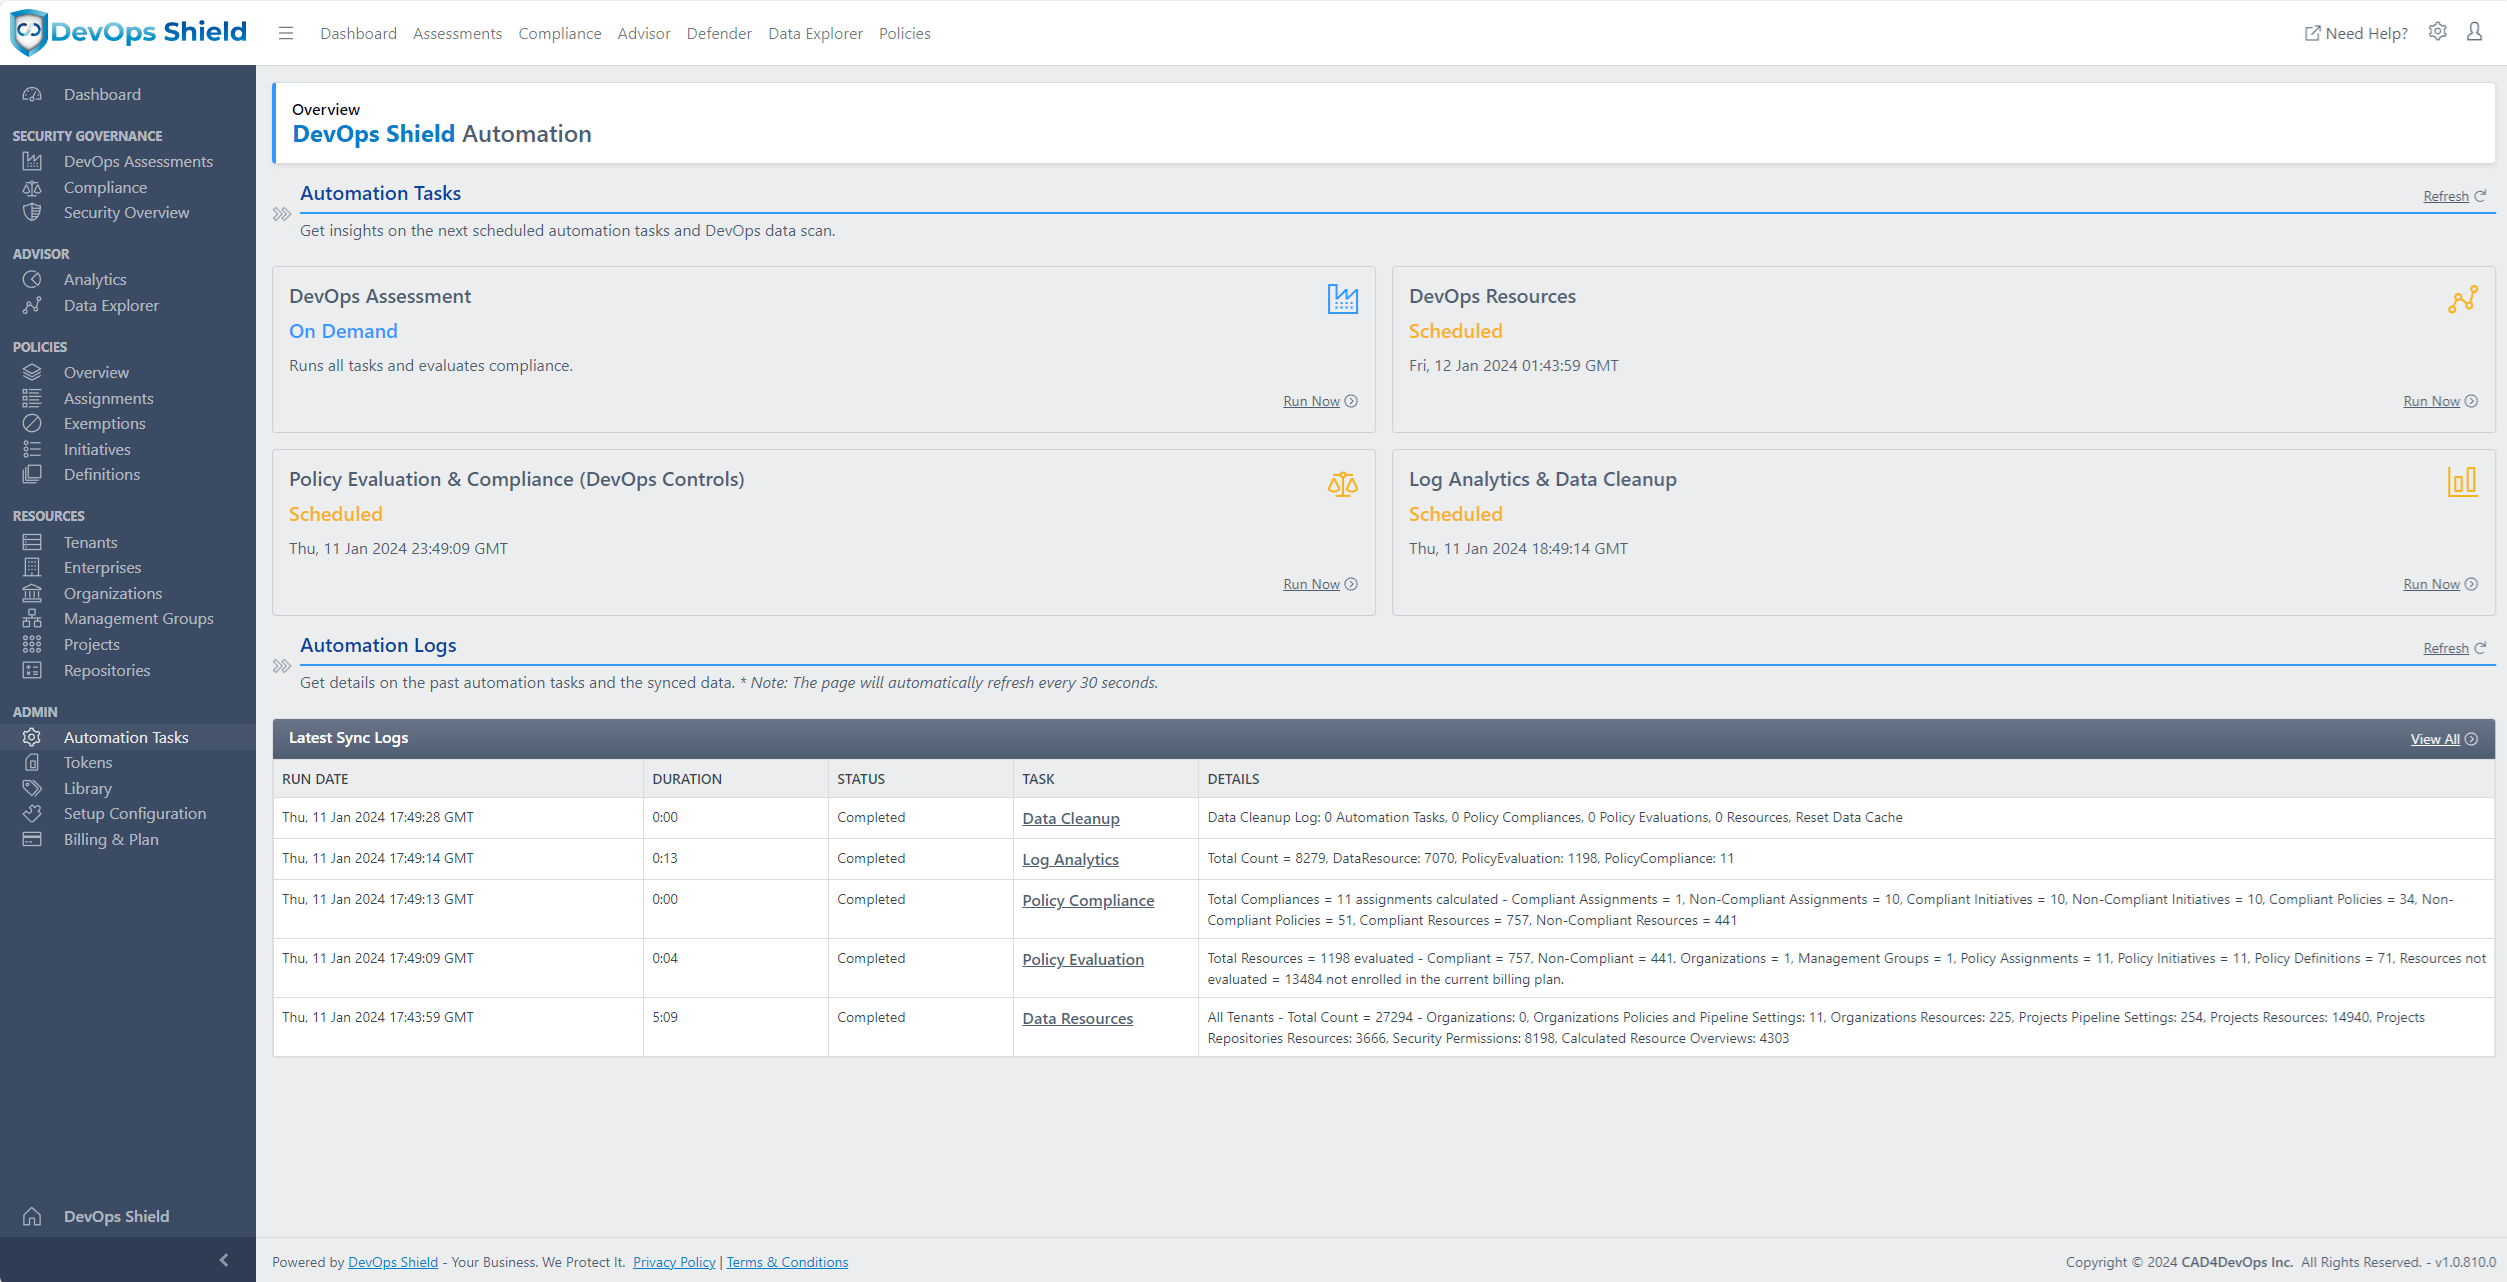 DevOps Shield
Dashboard Assessments Compliance Advisor Defender Data Explorer Policies
Need Help?
Dashboard
SECURITY GOVERNANCE
DevOps Assessments
Compliance
Security Overview
ADVISOR
Analytics
Data Explorer
POLICIES
Overview
Assignments
Exemptions
Initiatives
Definitions
RESOURCES
Tenants
Enterprises
Organizations
Management Groups
Projects
Repositories
ADMIN
Automation Tasks
Tokens
Library
Setup Configuration
Billing & Plan
DevOps Shield
Overview
DevOps Shield Automation
Automation Tasks
Refresh
Get insights on the next scheduled automation tasks and DevOps data scan.
DevOps Assessment
On Demand
Runs all tasks and evaluates compliance.
Run Now
DevOps Resources
Scheduled
Fri, 12 Jan 2024 01:43:59 GMT
Run Now
Policy Evaluation & Compliance (DevOps Controls)
Scheduled
Thu, 11 Jan 2024 23:49:09 GMT
Run Now
Log Analytics & Data Cleanup
Scheduled
Thu, 11 Jan 2024 18:49:14 GMT
Run Now
Automation Logs
Refresh
Get details on the past automation tasks and the synced data. * Note: The page will automatically refresh every 30 seconds.
Latest Sync Logs
View All
RUN DATE DURATION STATUS TASK DETAILS
Thu, 11 Jan 2024 17:49:28 GMT 0:00 Completed Data Cleanup Data Cleanup Log: 0 Automation Tasks, 0 Policy Compliances, 0 Policy Evaluations, 0 Resources, Reset Data Cache
Thu, 11 Jan 2024 17:49:14 GMT 0:13 Completed Log Analytics Total Count = 8279, DataResource: 7070, PolicyEvaluation: 1198, PolicyCompliance: 11
Thu, 11 Jan 2024 17:49:13 GMT 0:00 Completed Policy Compliance Total Compliances = 11 assignments calculated - Compliant Assignments = 1, Non-Compliant Assignments = 10, Compliant Initiatives = 10, Non-Compliant Initiatives = 10, Compliant Policies = 34, Non-
Compliant Policies = 51, Compliant Resources = 757, Non-Compliant Resources = 441
Thu, 11 Jan 2024 17:49:09 GMT 0:04 Completed Policy Evaluation Total Resources = 1198 evaluated - Compliant = 757, Non-Compliant = 441, Organizations = 1, Management Groups = 1, Policy Assignments = 11, Policy Initiatives = 11, Policy Definitions = 71, Resources not
evaluated = 13484 not enrolled in the current billing plan.
Thu, 11 Jan 2024 17:43:59 GMT 5:09 Completed Data Resources All Tenants - Total Count = 27294 - Organizations: 0, Organizations Policies and Pipeline Settings: 11, Organizations Resources: 225, Projects Pipeline Settings: 254, Projects Resources: 14940, Projects
Repositories Resources: 3666, Security Permissions: 8198, Calculated Resource Overviews: 4303
Powered by DevOps Shield - Your Business. We Protect It. Privacy Policy | Terms & Conditions
Copyright © 2024 CAD4DevOps Inc. All Rights Reserved. - v1.0.810.0